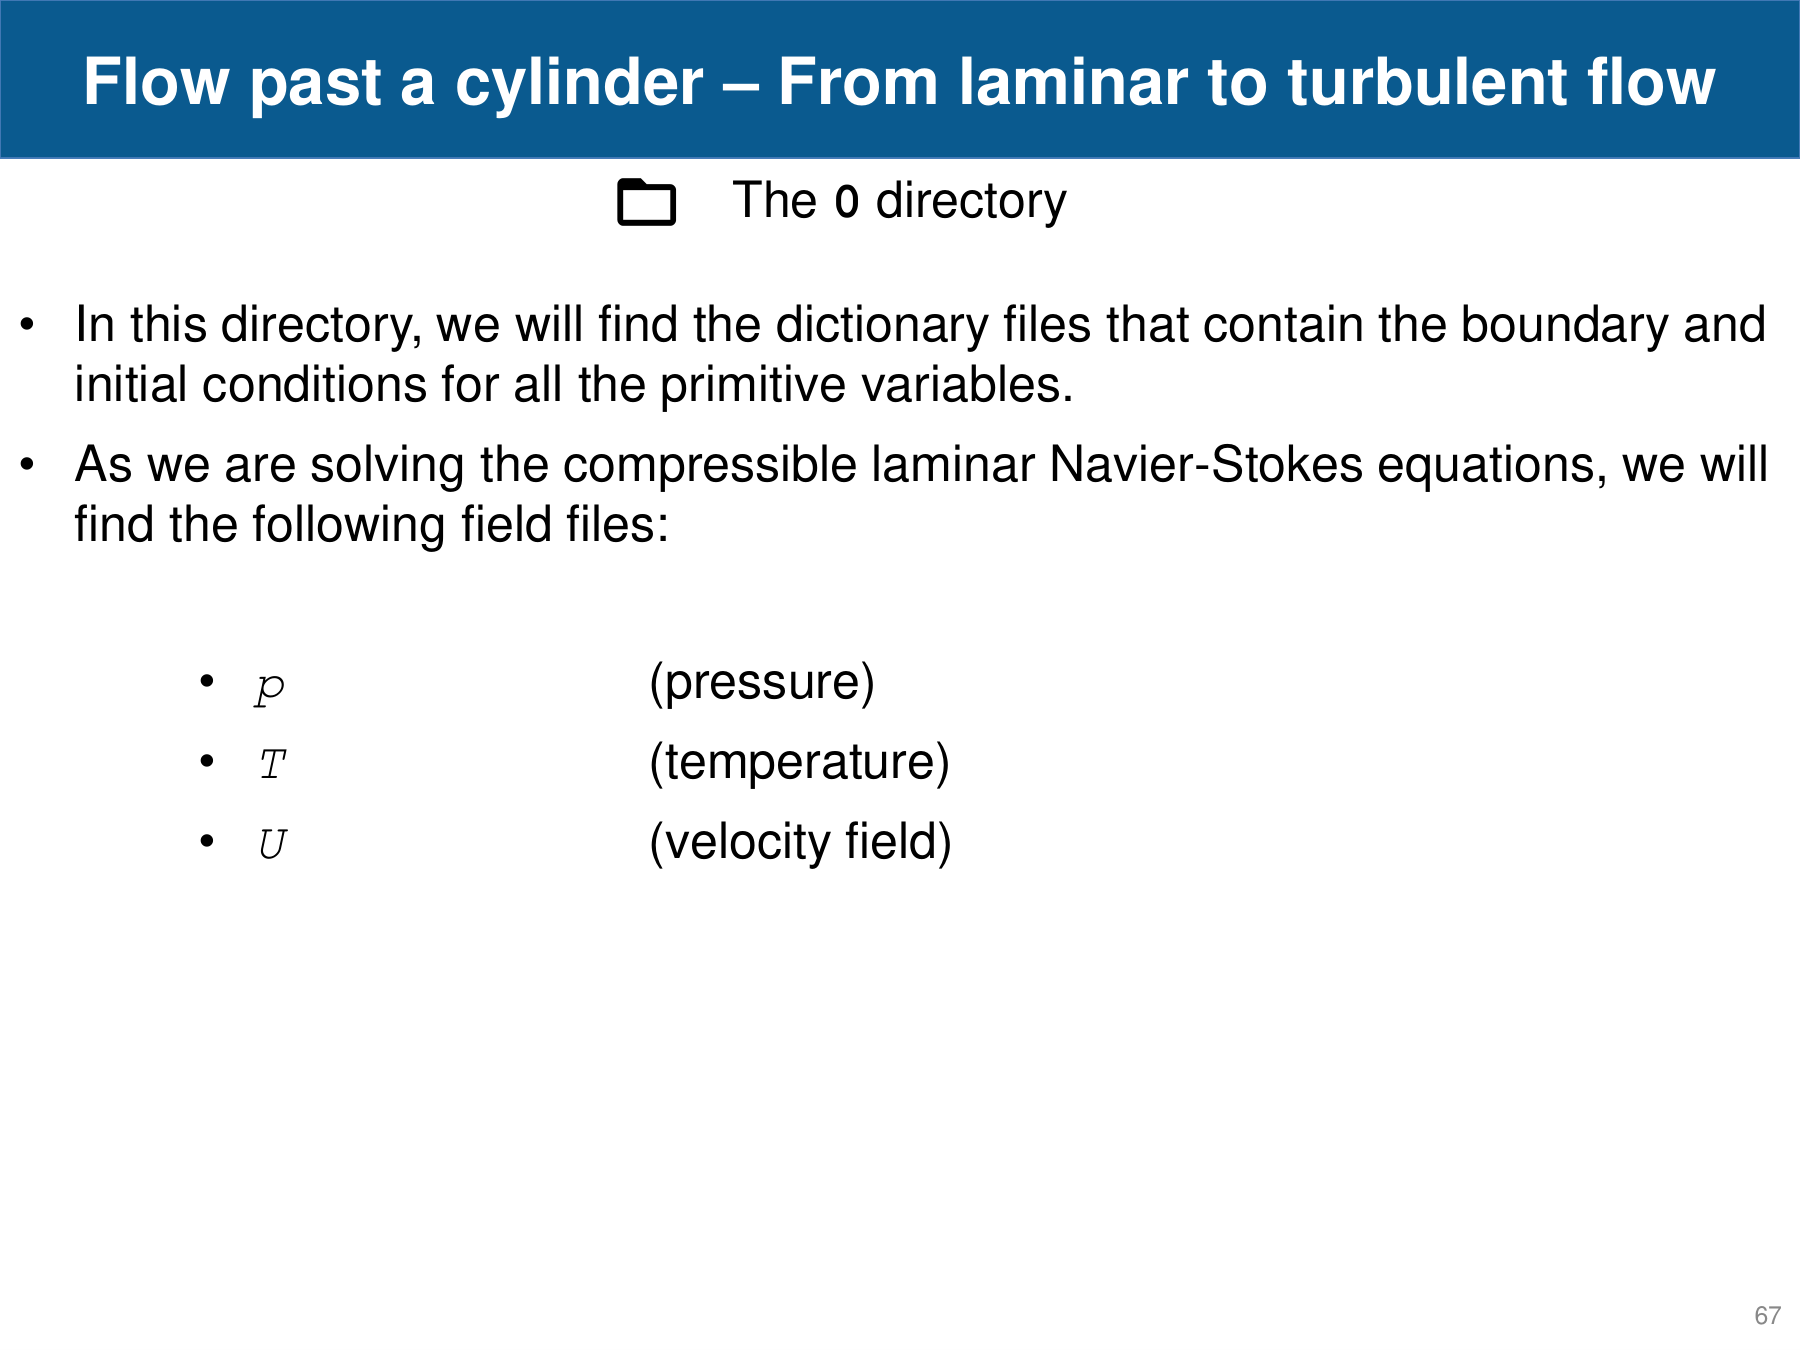 Flow past a cylinder – From laminar to turbulent flow
The 0 directory
• In this directory, we will find the dictionary files that contain the boundary and
initial conditions for all the primitive variables.
• As we are solving the compressible laminar Navier-Stokes equations, we will
find the following field files:
• p (pressure)
• T (temperature)
• U (velocity field)
67